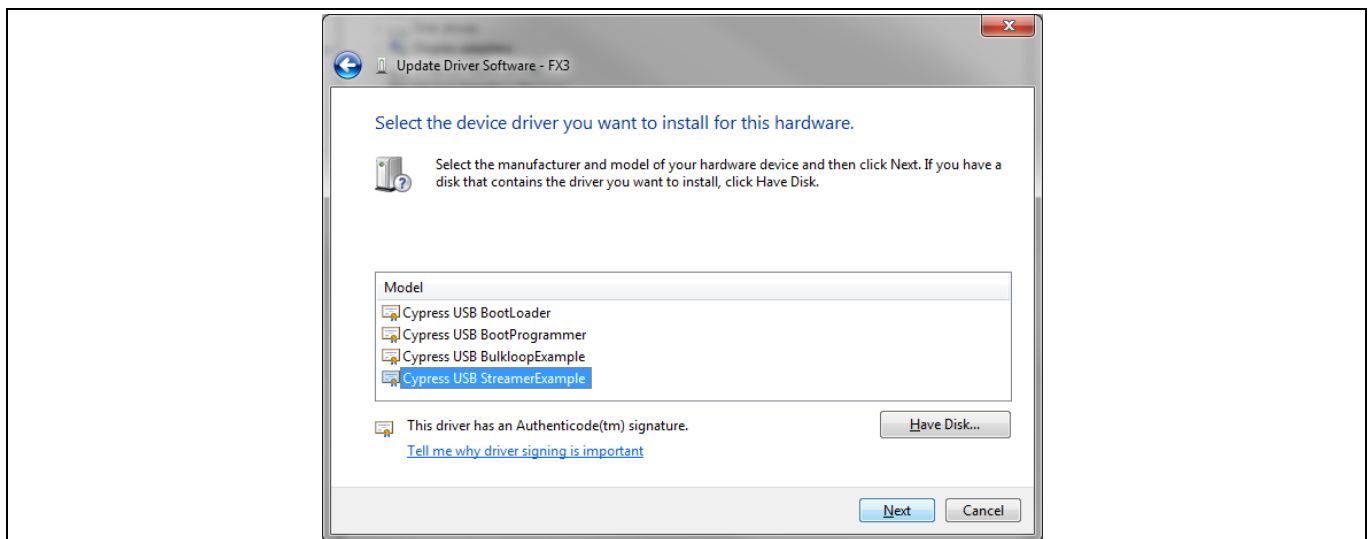 Update Driver Software - FX3
Select the device driver you want to install for this hardware.
Select the manufacturer and model of your hardware device and then click Next. If you have a
disk that contains the driver you want to install, click Have Disk.
Model
Cypress USB BootLoader
Cypress USB BootProgrammer
Cypress USB BulkloopExample
Cypress USB StreamerExample
This driver has an Authenticode(tm) signature.
Have Disk...
Tell me why driver signing is important
Next
Cancel